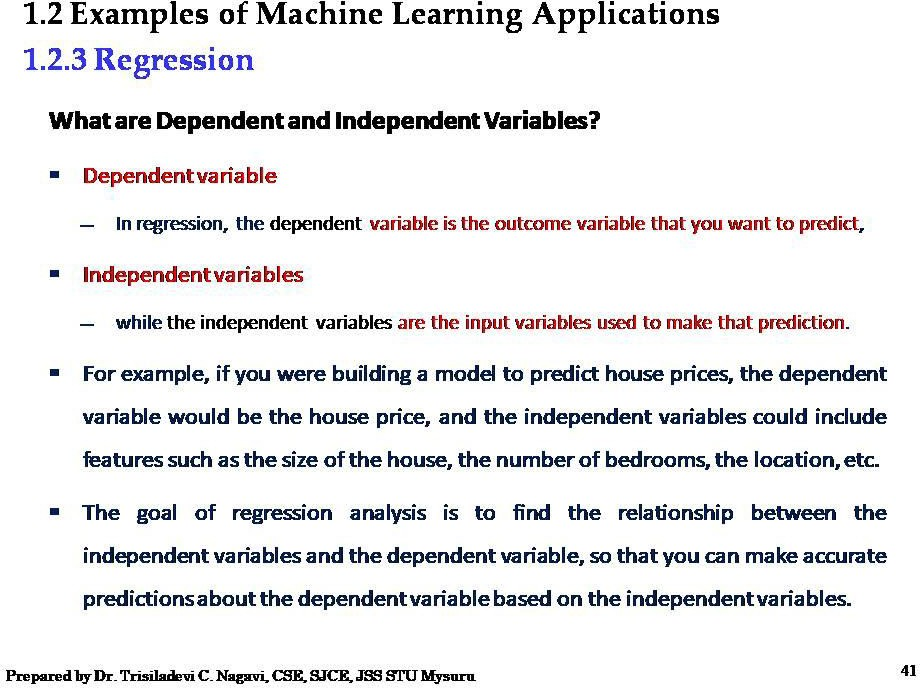 1.2 Examples of Machine Learning Applications
1.2.3 Regression
What are Dependent and Independent Variables?
▪ Dependent variable
– In regression, the dependent variable is the outcome variable that you want to predict,
▪ Independent variables
– while the independent variables are the input variables used to make that prediction.
▪ For example, if you were building a model to predict house prices, the dependent
variable would be the house price, and the independent variables could include
features such as the size of the house, the number of bedrooms, the location, etc.
▪ The goal of regression analysis is to find the relationship between the
independent variables and the dependent variable, so that you can make accurate
predictions about the dependent variable based on the independent variables.
Prepared by Dr. Trisiladevi C. Nagavi, CSE, SJCE, JSS STU Mysuru
41